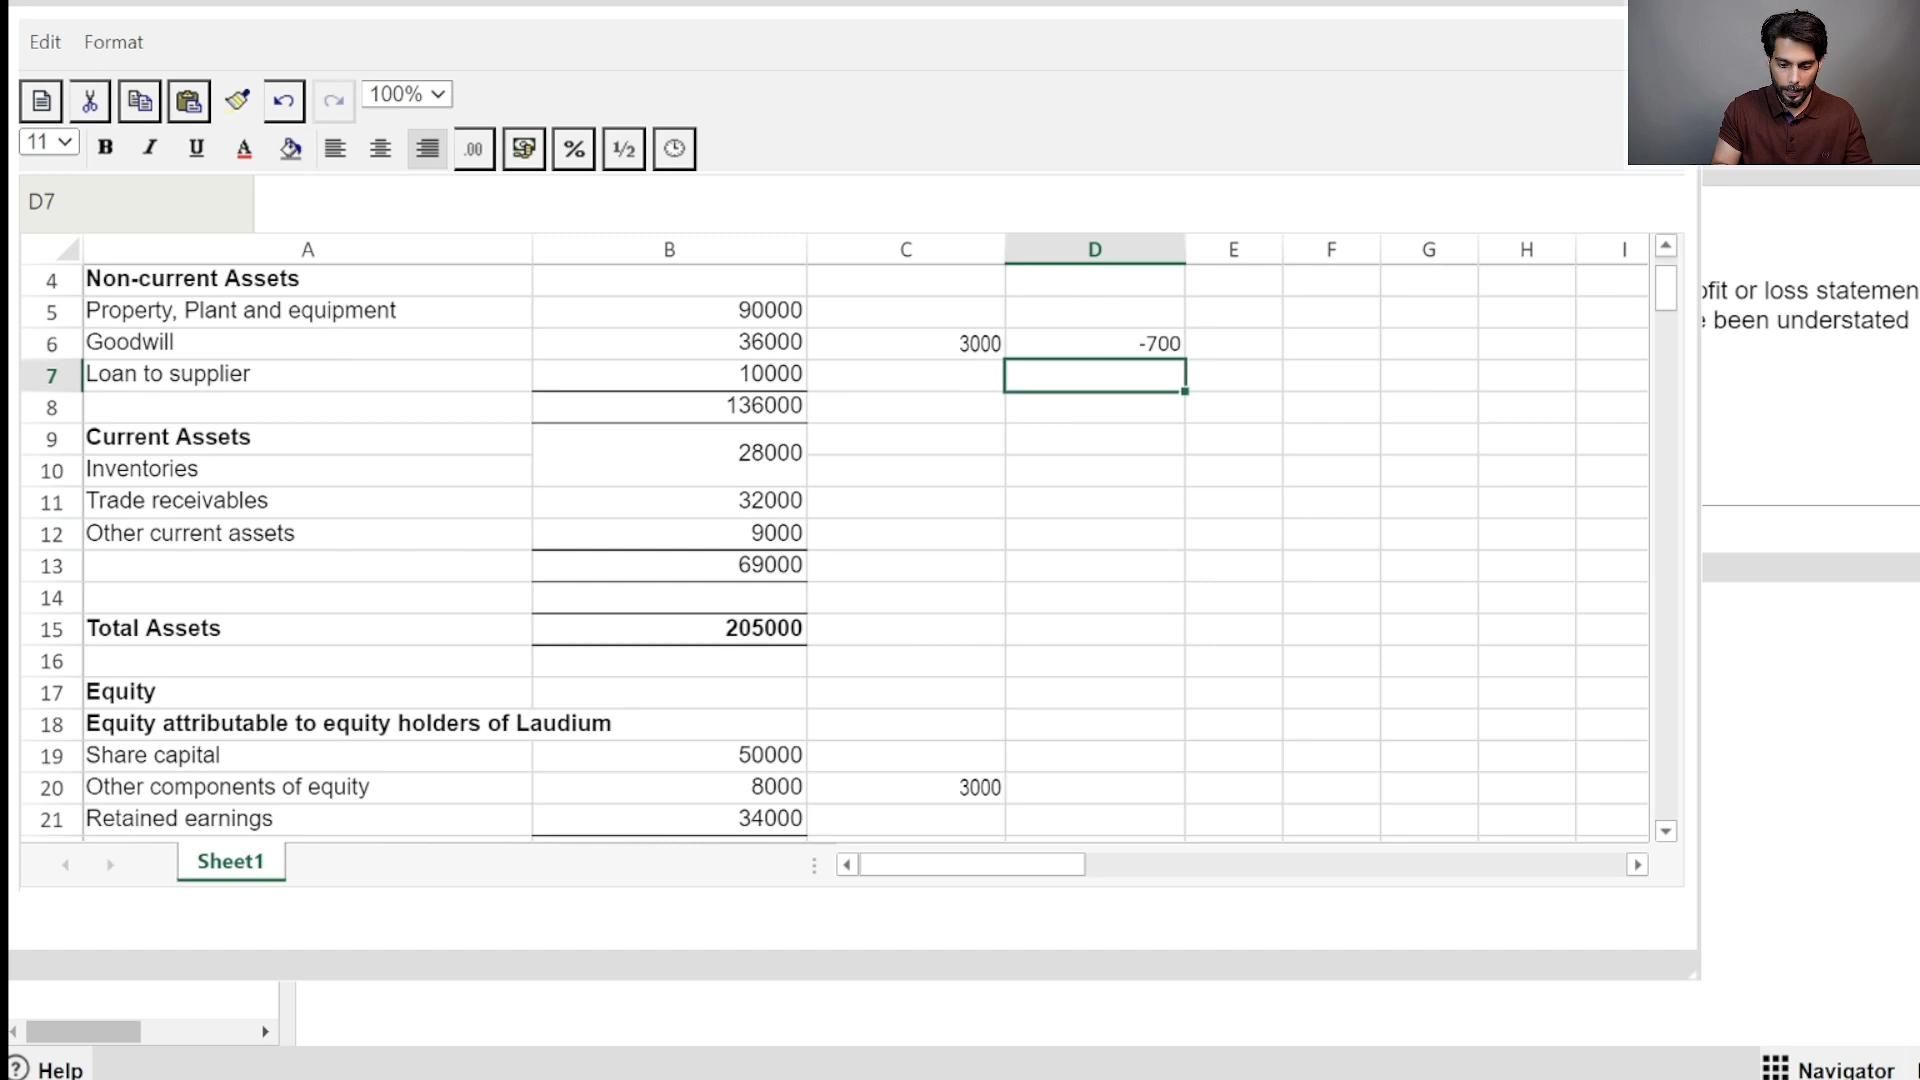 Edit Format
100%
11 B I U A .00 % 1/2
D7
A B C D E F G H I
4 Non-current Assets
5 Property, Plant and equipment 90000
6 Goodwill 36000 3000 -700
7 Loan to supplier 10000
8 136000
9 Current Assets
28000
10 Inventories
11 Trade receivables 32000
12 Other current assets 9000
13 69000
14
15 Total Assets 205000
16
17 Equity
18 Equity attributable to equity holders of Laudium
19 Share capital 50000
20 Other components of equity 8000 3000
21 Retained earnings 34000
Sheet1
ofit or loss statemen
been understated
? Help
Navigator